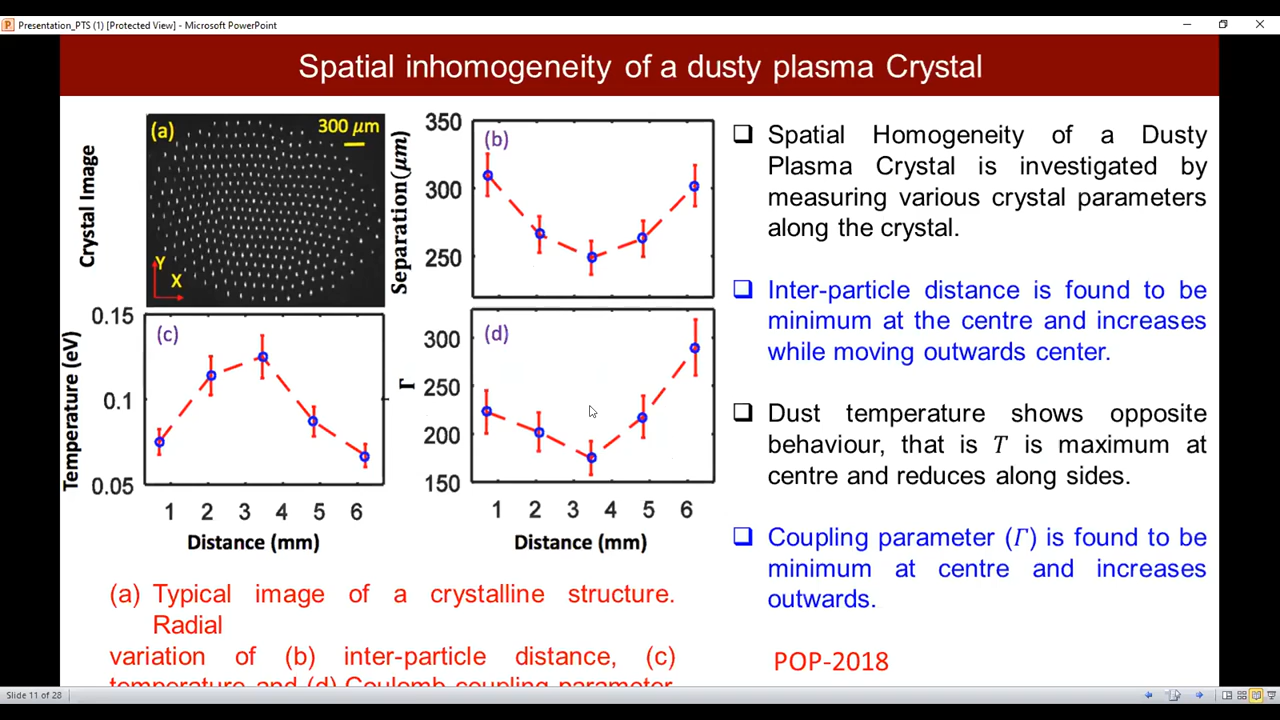 Presentation_PTS (1) [Protected View] - Microsoft PowerPoint
Spatial inhomogeneity of a dusty plasma Crystal
Crystal Image
(a)
300 μm
Y
X
Separation(μm)
350
300
250
(b)
Temperature (eV)
0.15
0.1
0.05
(c)
1 2 3 4 5 6
Distance (mm)
Γ
300
250
200
150
(d)
1 2 3 4 5 6
Distance (mm)
(a) Typical image of a crystalline structure.
Radial
variation of (b) inter-particle distance, (c)
temperature and (d) Coulomb coupling parameter
❑ Spatial Homogeneity of a Dusty
Plasma Crystal is investigated by
measuring various crystal parameters
along the crystal.
❑ Inter-particle distance is found to be
minimum at the centre and increases
while moving outwards center.
❑ Dust temperature shows opposite
behaviour, that is T is maximum at
centre and reduces along sides.
❑ Coupling parameter (Γ) is found to be
minimum at centre and increases
outwards.
POP-2018
Slide 11 of 28